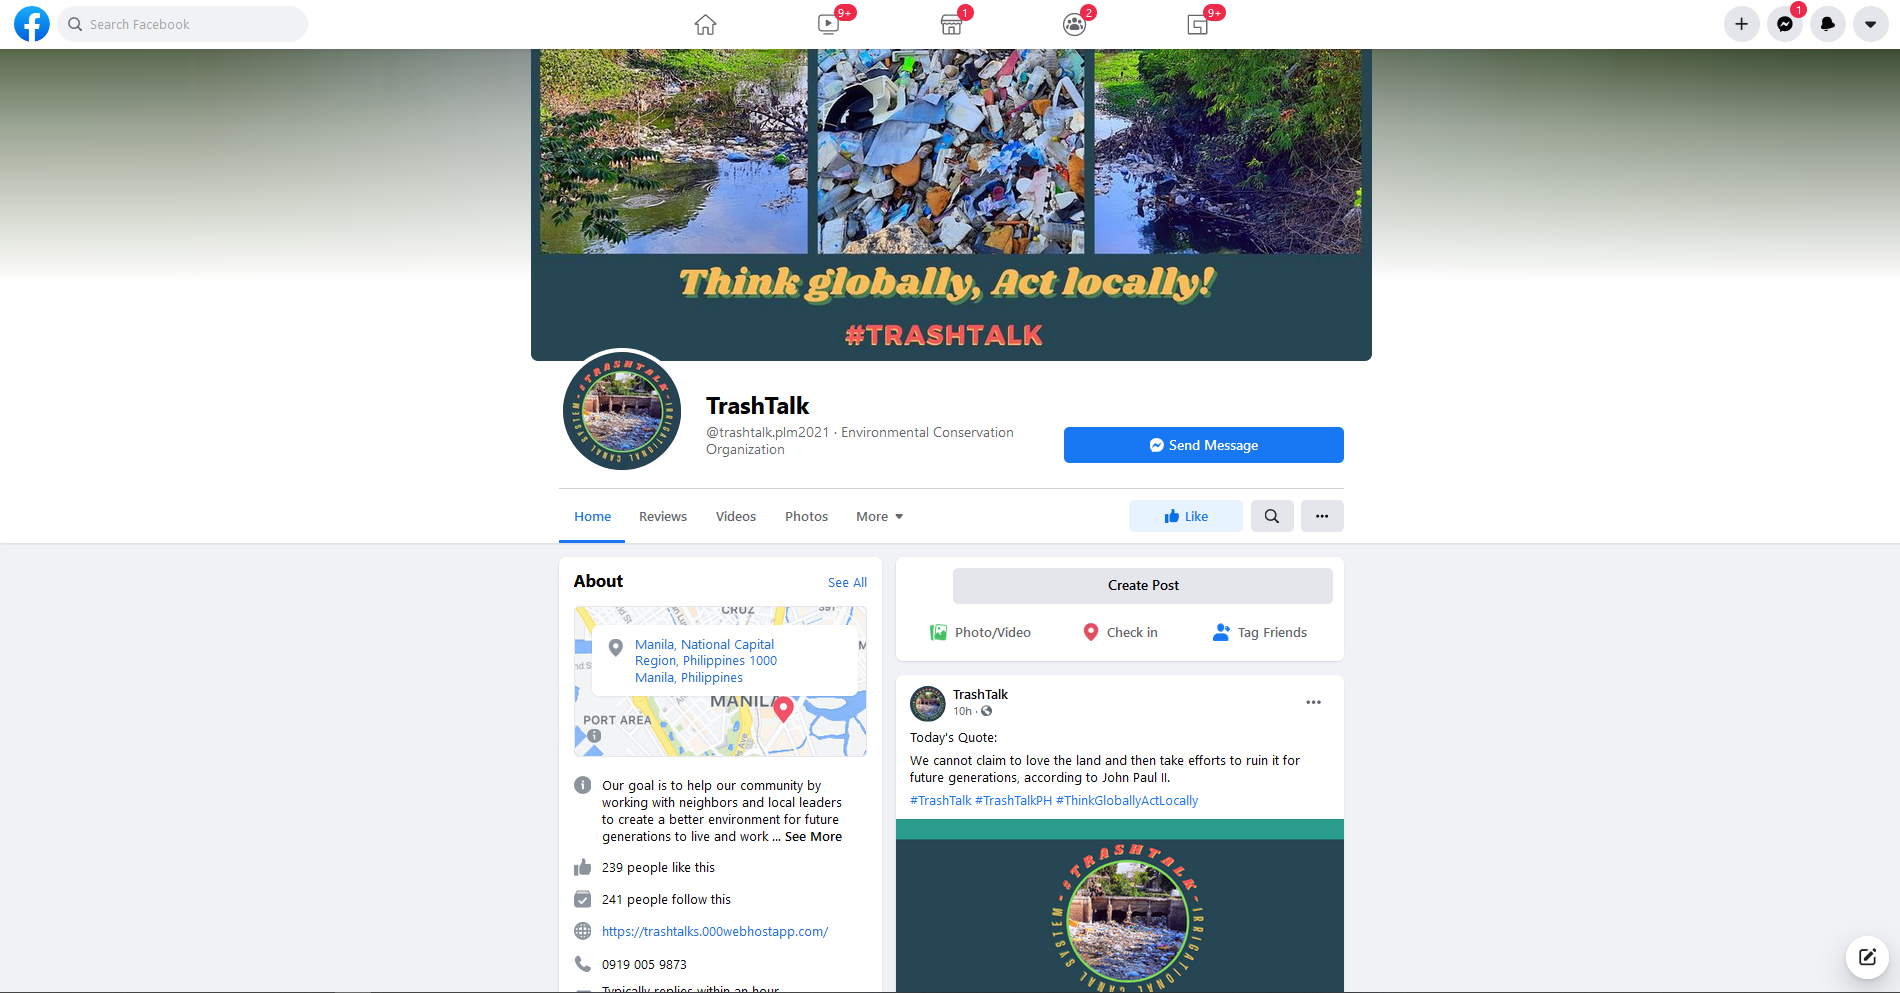 Search Facebook
9+
1
2
9+
1
Think globally, Act locally!
#TRASHTALK
#TRASHTALK - IRRIGATIONAL CANAL SYSTEM -
TrashTalk
@trashtalk.plm2021 · Environmental Conservation
Organization
Send Message
Home
Reviews
Videos
Photos
More
Like
About
See All
CRUZ
391
Manila, National Capital
Region, Philippines 1000
Manila, Philippines
MANILA
PORT AREA
Our goal is to help our community by
working with neighbors and local leaders
to create a better environment for future
generations to live and work ... See More
239 people like this
241 people follow this
https://trashtalks.000webhostapp.com/
0919 005 9873
Typically replies within an hour
Create Post
Photo/Video
Check in
Tag Friends
TrashTalk
10h ·
Today's Quote:
We cannot claim to love the land and then take efforts to ruin it for
future generations, according to John Paul II.
#TrashTalk #TrashTalkPH #ThinkGloballyActLocally
#TRASHTALK - IRRIGATIONAL CANAL SYSTEM -